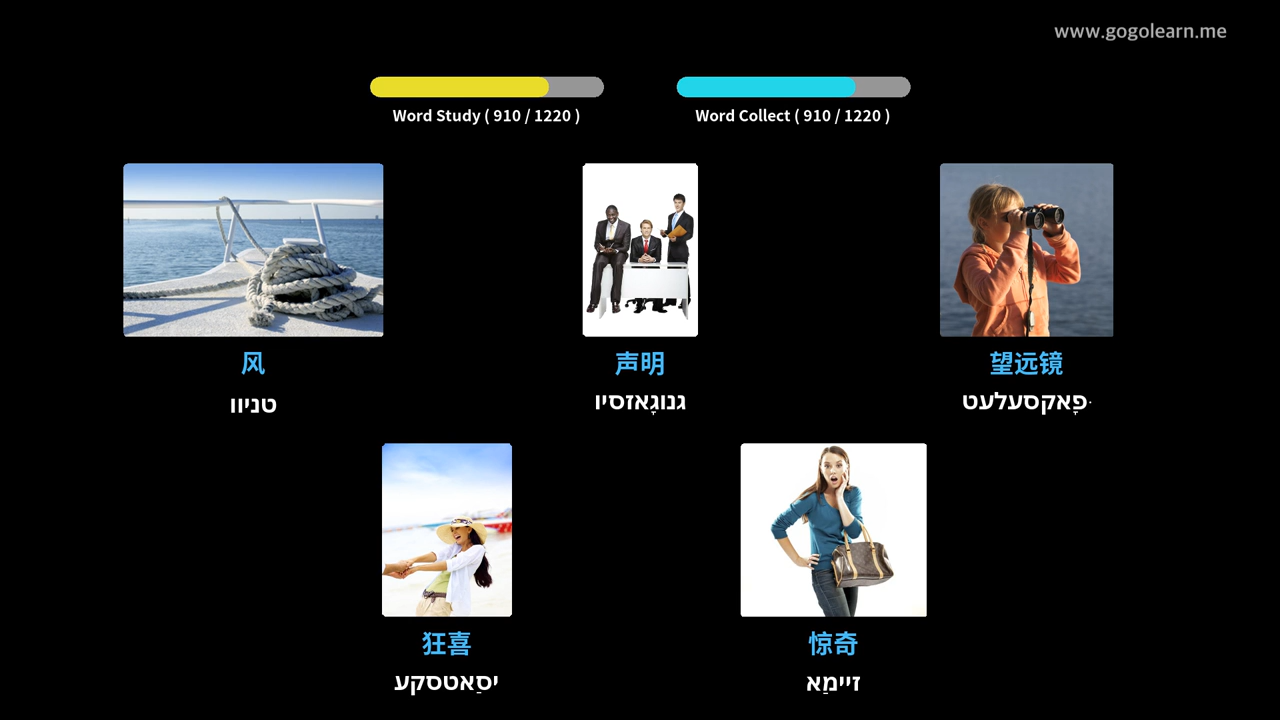 www.gogolearn.me
Word Study ( 910 / 1220 )
Word Collect ( 910 / 1220 )
风
טניוו
声明
גנוגָאזסיו
望远镜
־פָאקסעלעט
狂喜
יסַאטסקע
惊奇
זיימַא